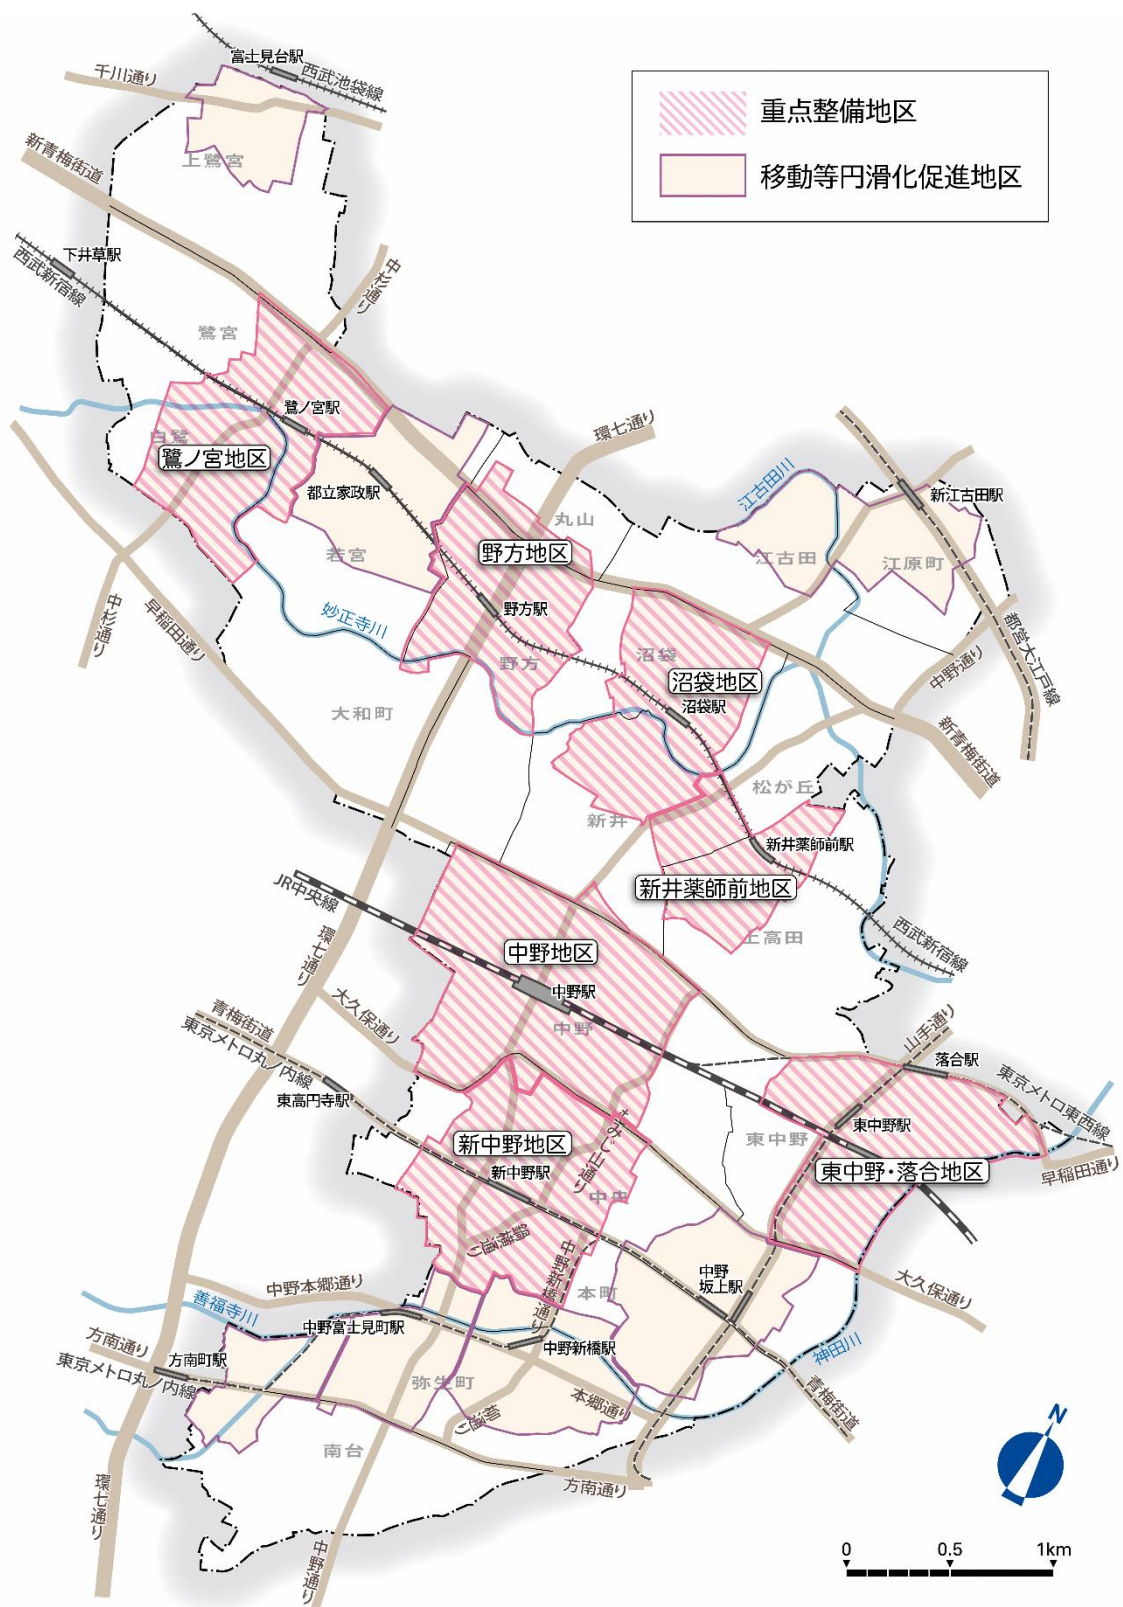 富士見台駅
西武池袋線
千川通り
重点整備地区
移動等円滑化促進地区
新青梅街道
上鷺宮
下井草駅
西武新宿線
中杉通り
鷺宮
鷺ノ宮駅
白鷺
鷺ノ宮地区
環七通り
都立家政駅
江古田川
新江古田駅
丸山
野方地区
若宮
江古田
江原町
野方駅
妙正寺川
中杉通り
早稲田通り
都営大江戸線
野方
沼袋
中野通り
沼袋地区
沼袋駅
大和町
新青梅街道
松が丘
新井
新井薬師前駅
JR中央線
新井薬師前地区
上高田
西武新宿線
環七通り
中野地区
中野駅
大久保通り
中野
青梅街道
東京メトロ丸ノ内線
山手通り
落合駅
東京メトロ東西線
東高円寺駅
東中野駅
もみじ山通り
東中野
新中野地区
新中野駅
東中野・落合地区
早稲田通り
中央
鍋横通り
中野新橋通り
中野坂上駅
本町
中野本郷通り
大久保通り
善福寺川
中野富士見町駅
中野新橋駅
神田川
方南通り
方南町駅
東京メトロ丸ノ内線
弥生町
本郷通り
青梅街道
南台
方南通り
環七通り
中野通り
N
0 0.5 1km